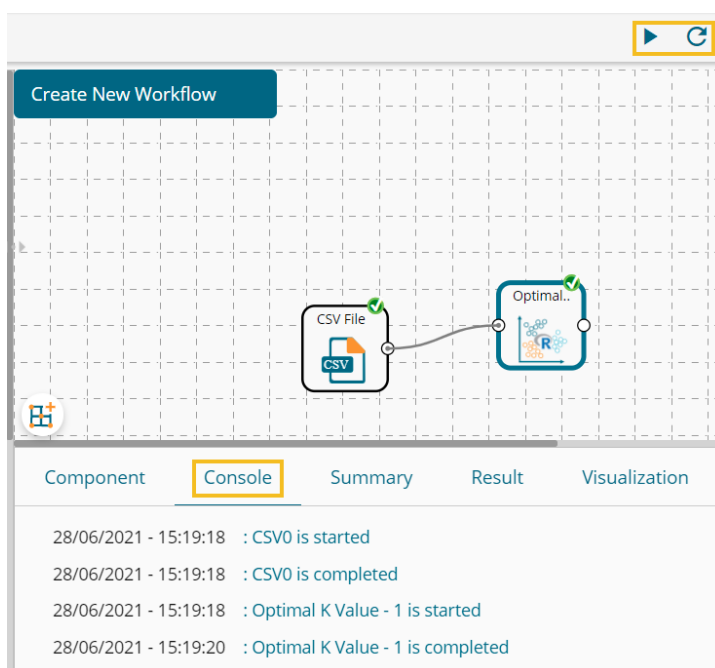 Create New Workflow
CSV File
CSV
Optimal..
R
Component Console Summary Result Visualization
28/06/2021 - 15:19:18 : CSV0 is started
28/06/2021 - 15:19:18 : CSV0 is completed
28/06/2021 - 15:19:18 : Optimal K Value - 1 is started
28/06/2021 - 15:19:20 : Optimal K Value - 1 is completed